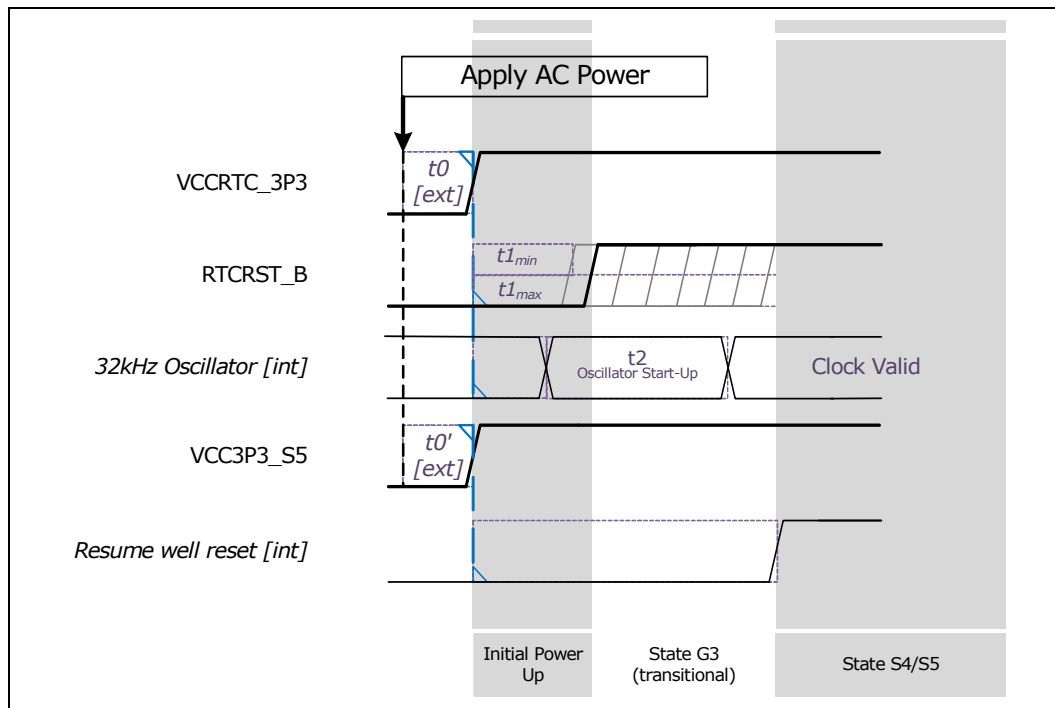 Apply AC Power
VCCRTC_3P3
t0
[ext]
RTCRST_B
t1min
t1max
32kHz Oscillator [int]
t2
Oscillator Start-Up
Clock Valid
VCC3P3_S5
t0'
[ext]
Resume well reset [int]
Initial Power
Up
State G3
(transitional)
State S4/S5